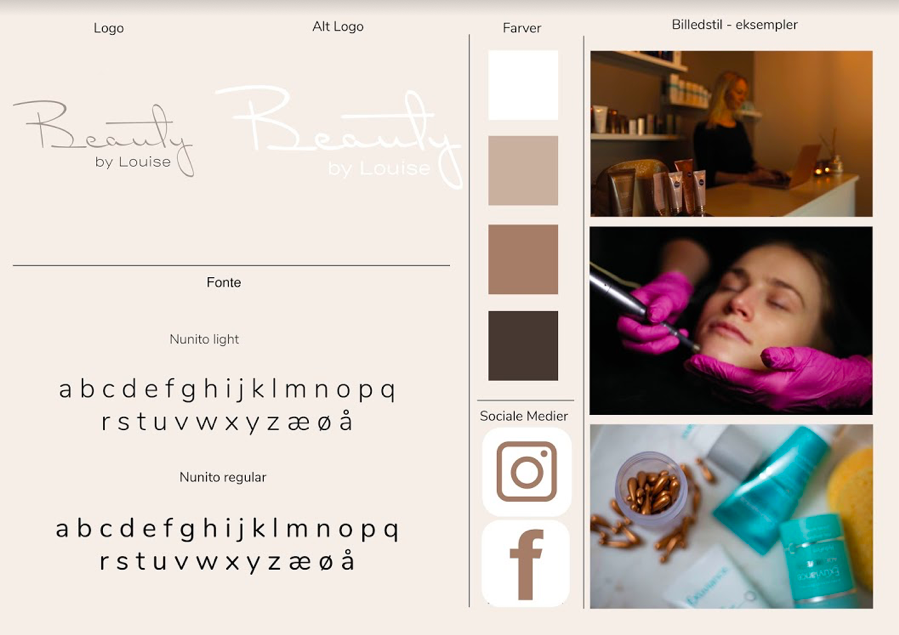 Logo
Alt Logo
Farver
Billedstil - eksempler
Beauty
by Louise
Beauty
by Louise
Fonte
Nunito light
a b c d e f g h i j k l m n o p q
r s t u v w x y z æ ø å
Nunito regular
a b c d e f g h i j k l m n o p q
r s t u v w x y z æ ø å
Sociale Medier
f